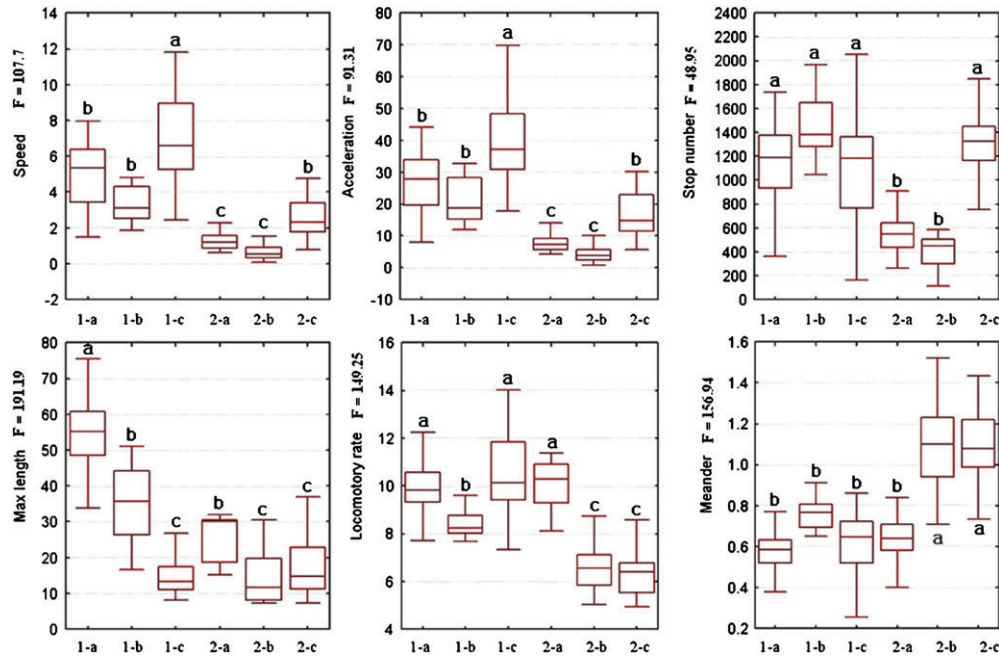 Speed F = 107.7
14
12
10
8
6
4
2
0
-2
b
b
a
c
c
b
1-a 1-b 1-c 2-a 2-b 2-c
Acceleration F = 91.31
80
70
60
50
40
30
20
10
0
-10
b
b
a
c
c
b
1-a 1-b 1-c 2-a 2-b 2-c
Stop number F = 48.95
2400
2200
2000
1800
1600
1400
1200
1000
800
600
400
200
0
a
a
a
b
b
a
1-a 1-b 1-c 2-a 2-b 2-c
Max length F = 191.19
80
70
60
50
40
30
20
10
0
a
b
c
b
c
c
1-a 1-b 1-c 2-a 2-b 2-c
Locomotory rate F = 149.25
16
14
12
10
8
6
4
a
b
a
a
c
c
1-a 1-b 1-c 2-a 2-b 2-c
Meander F = 156.94
1.6
1.4
1.2
1.0
0.8
0.6
0.4
0.2
b
b
b
b
a
a
1-a 1-b 1-c 2-a 2-b 2-c